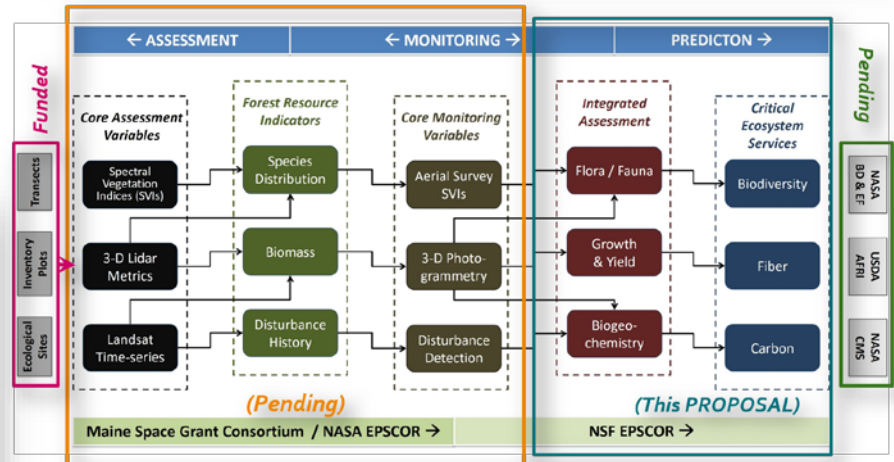 ← ASSESSMENT
← MONITORING →
PREDICTON →
Funded
Pending
Core Assessment
Variables
Forest Resource
Indicators
Core Monitoring
Variables
Integrated
Assessment
Critical
Ecosystem
Services
Transects
Spectral
Vegetation
Indices (SVIs)
Species
Distribution
Aerial Survey
SVIs
Flora / Fauna
Biodiversity
NASA
BD & EF
Inventory
Plots
3-D Lidar
Metrics
Biomass
3-D Photo-
grammetry
Growth
& Yield
Fiber
USDA
AFRI
Ecological
Sites
Landsat
Time-series
Disturbance
History
Disturbance
Detection
Biogeo-
chemistry
Carbon
NASA
CMS
(Pending)
(This PROPOSAL)
Maine Space Grant Consortium / NASA EPSCOR →
NSF EPSCOR →